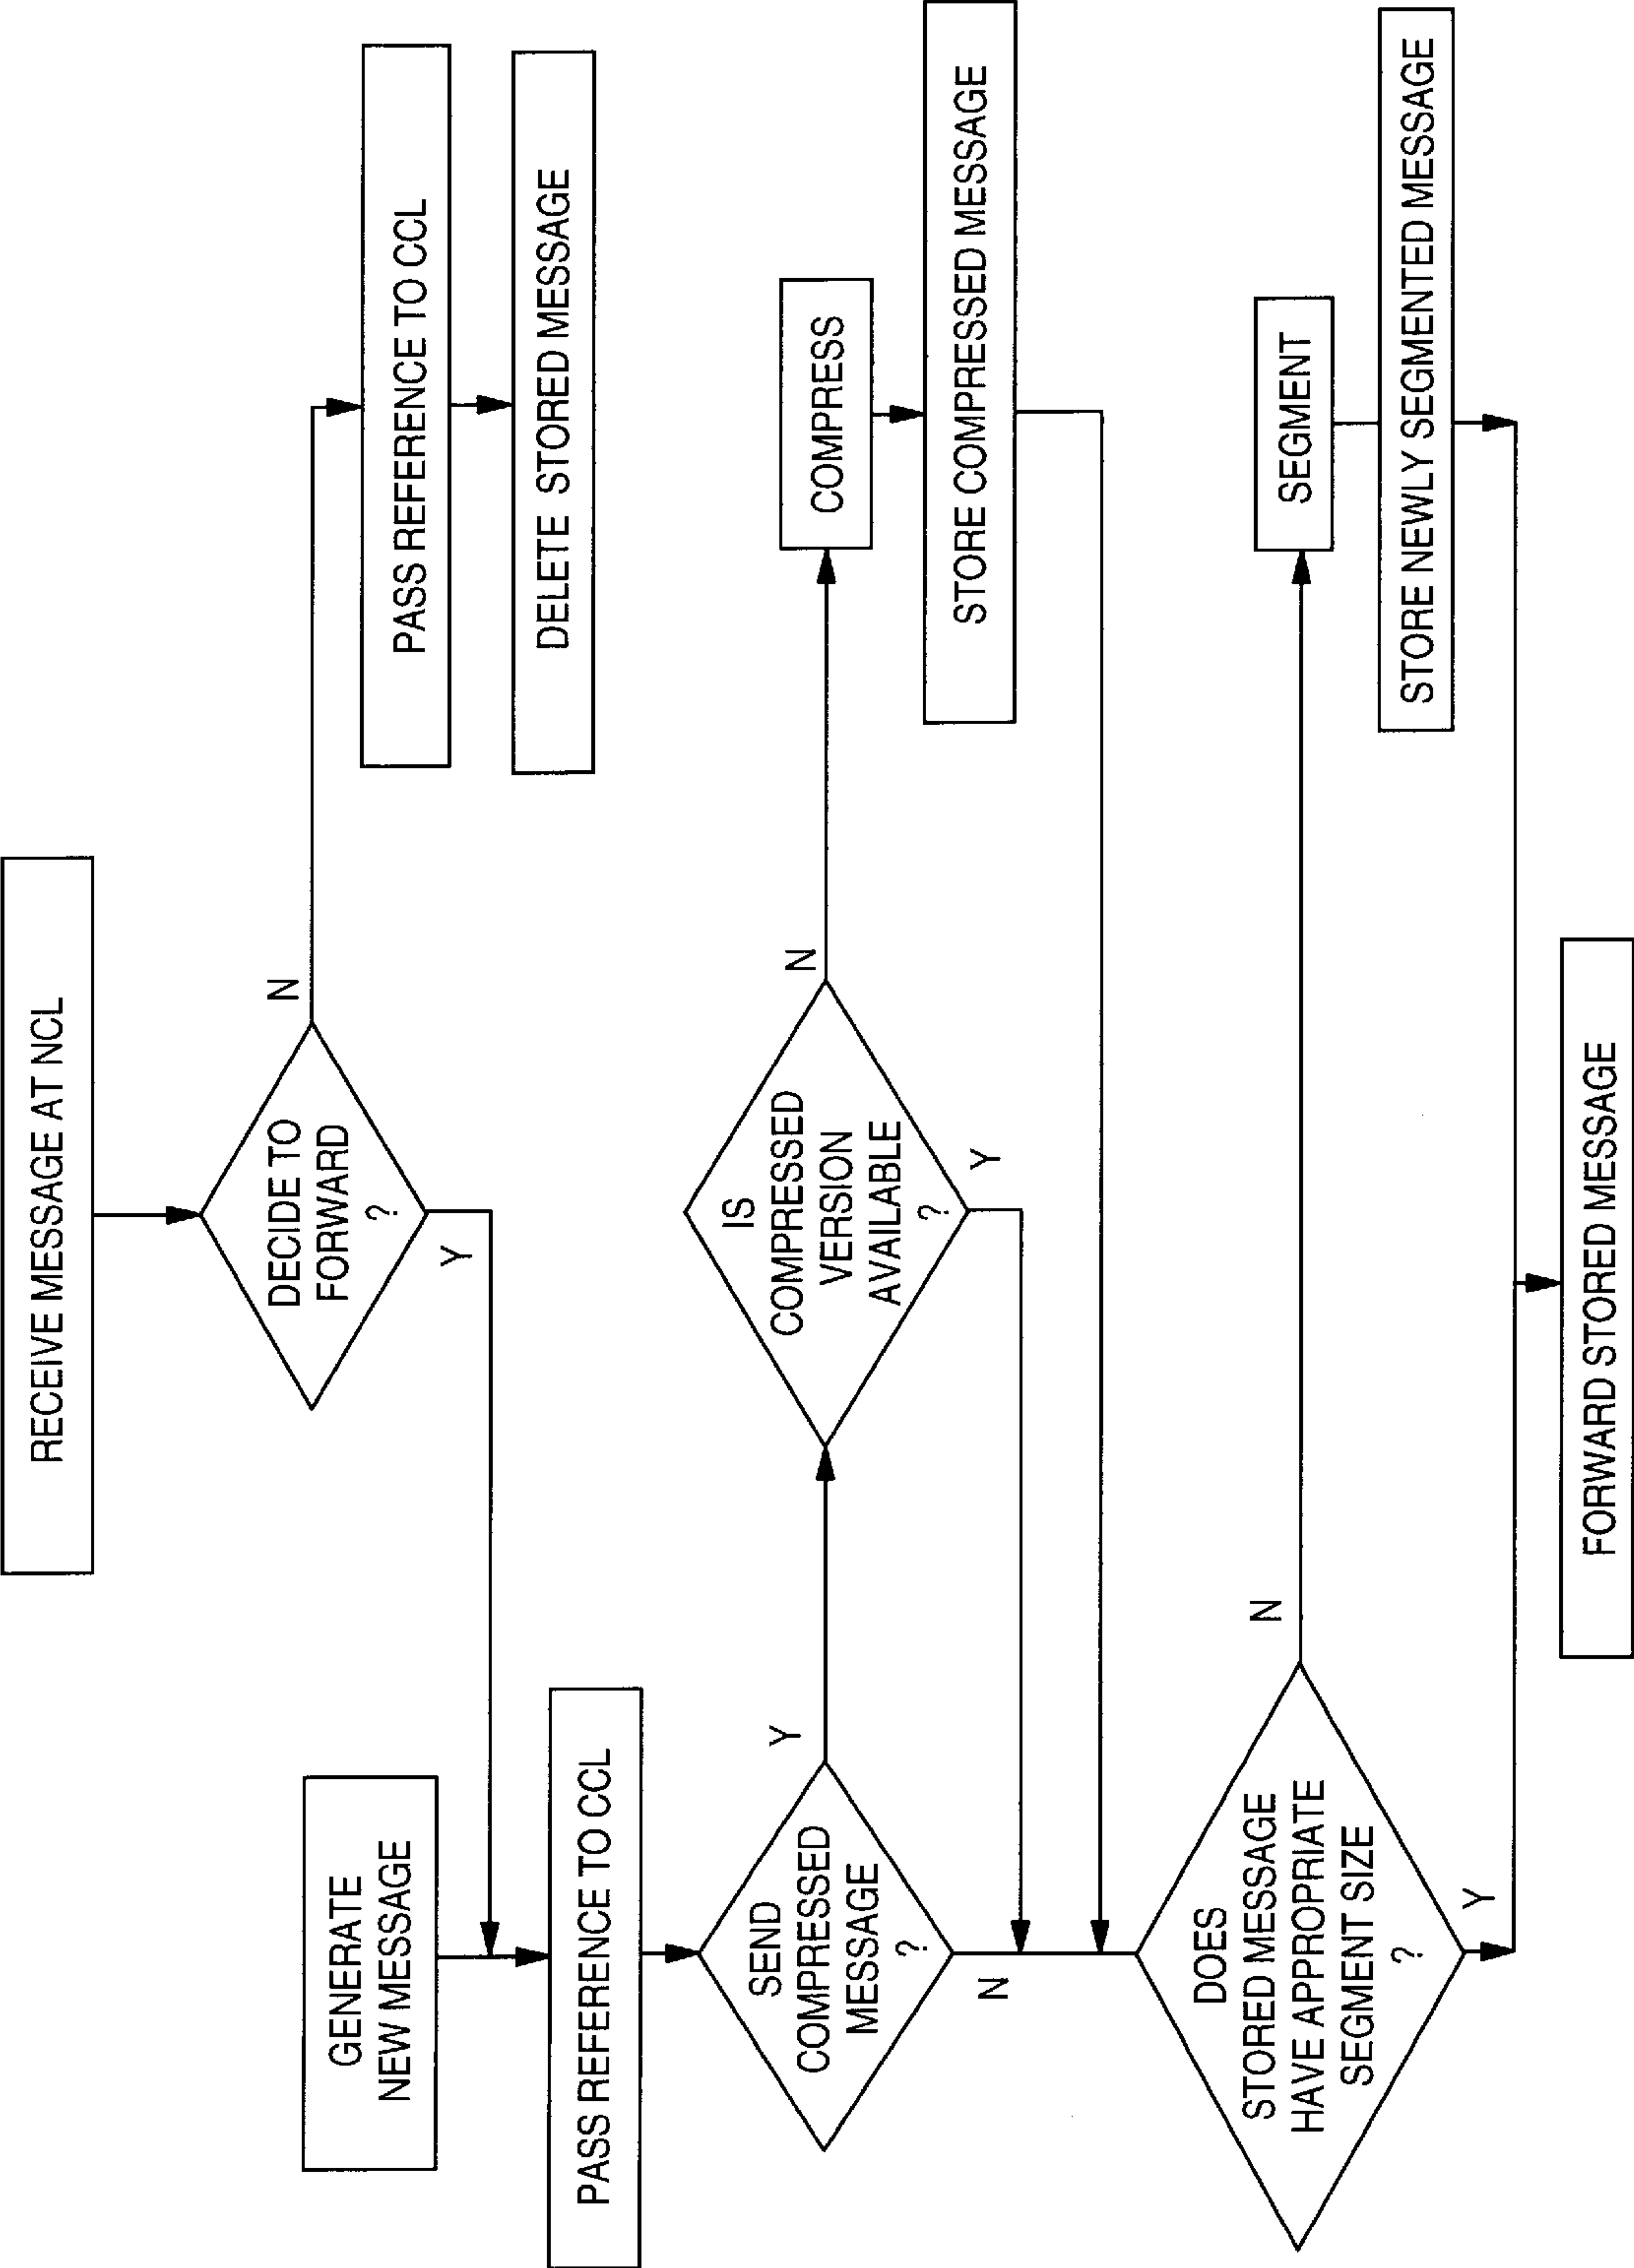 RECEIVE MESSAGE AT NCL
DECIDE TO
FORWARD
?
N
Y
PASS REFERENCE TO CCL
DELETE STORED MESSAGE
GENERATE
NEW MESSAGE
PASS REFERENCE TO CCL
SEND
COMPRESSED
MESSAGE
?
Y
N
IS
COMPRESSED
VERSION
AVAILABLE
?
N
Y
COMPRESS
STORE COMPRESSED MESSAGE
DOES
STORED MESSAGE
HAVE APPROPRIATE
SEGMENT SIZE
?
N
Y
SEGMENT
STORE NEWLY SEGMENTED MESSAGE
FORWARD STORED MESSAGE